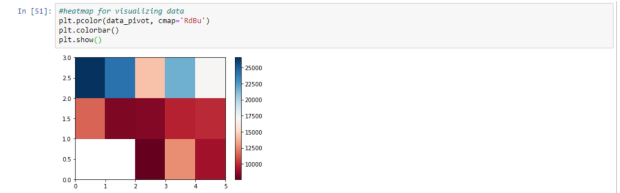 In [51]: #heatmap for visualizing data
plt.pcolor(data_pivot, cmap='RdBu')
plt.colorbar()
plt.show()
3.0
2.5
2.0
1.5
1.0
0.5
0.0
0 1 2 3 4 5
25000
22500
20000
17500
15000
12500
10000